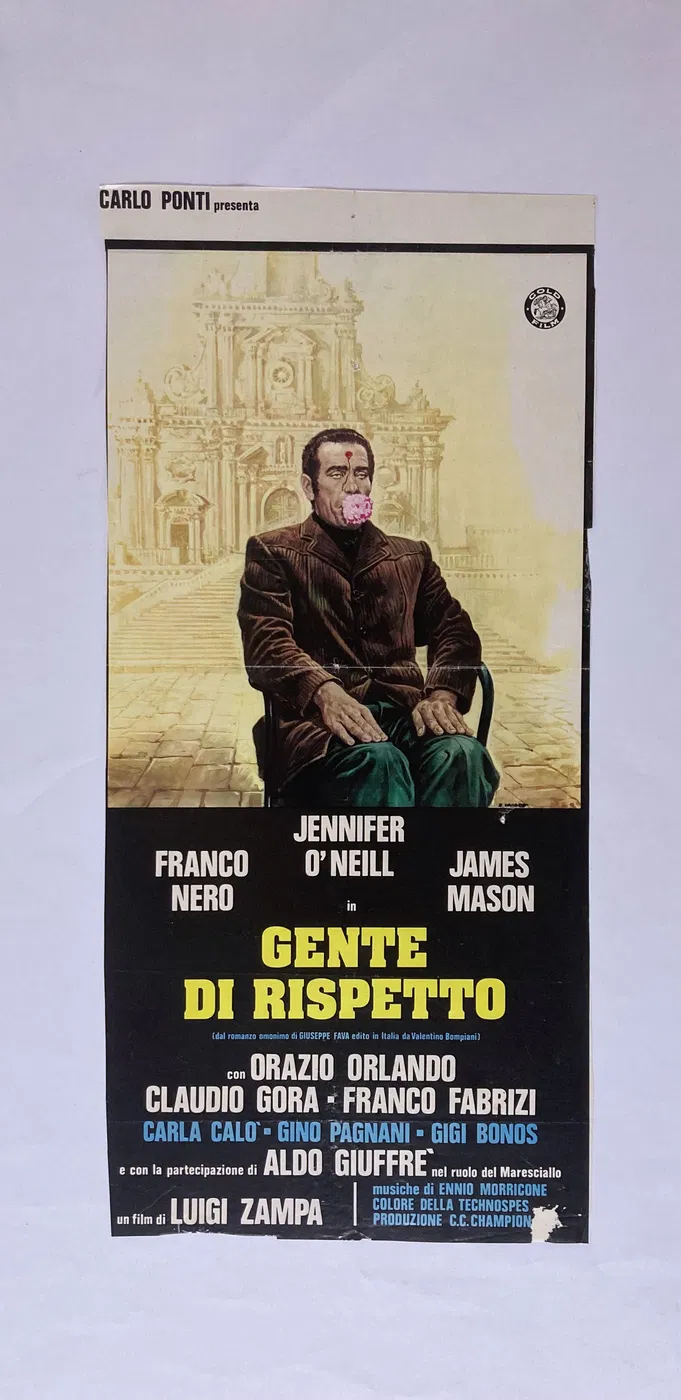 CARLO PONTI presenta
GOLD
FILM
JENNIFER
O'NEILL
FRANCO
NERO
JAMES
MASON
in
GENTE
DI RISPETTO
(dal romanzo omonimo di GIUSEPPE FAVA edito in Italia da Valentino Bompiani)
con ORAZIO ORLANDO
CLAUDIO GORA - FRANCO FABRIZI
CARLA CALO` - GINO PAGNANI - GIGI BONOS
e con la partecipazione di ALDO GIUFFRE` nel ruolo del Maresciallo
un film di LUIGI ZAMPA
musiche di ENNIO MORRICONE
COLORE DELLA TECHNOSPES
PRODUZIONE C.C. CHAMPION